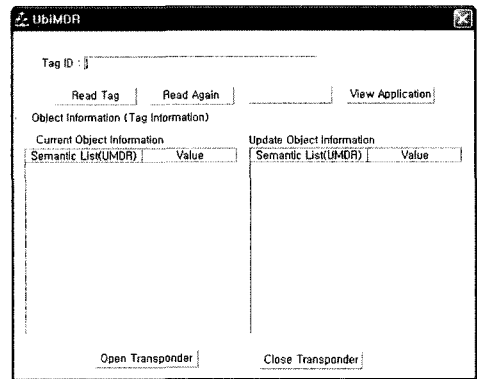 UbiMDR
Tag ID :
Read Tag Read Again View Application
Object Information (Tag Information)
Current Object Information Update Object Information
Semantic List(UMDR) Value Semantic List(UMDR) Value
Open Transponder Close Transponder